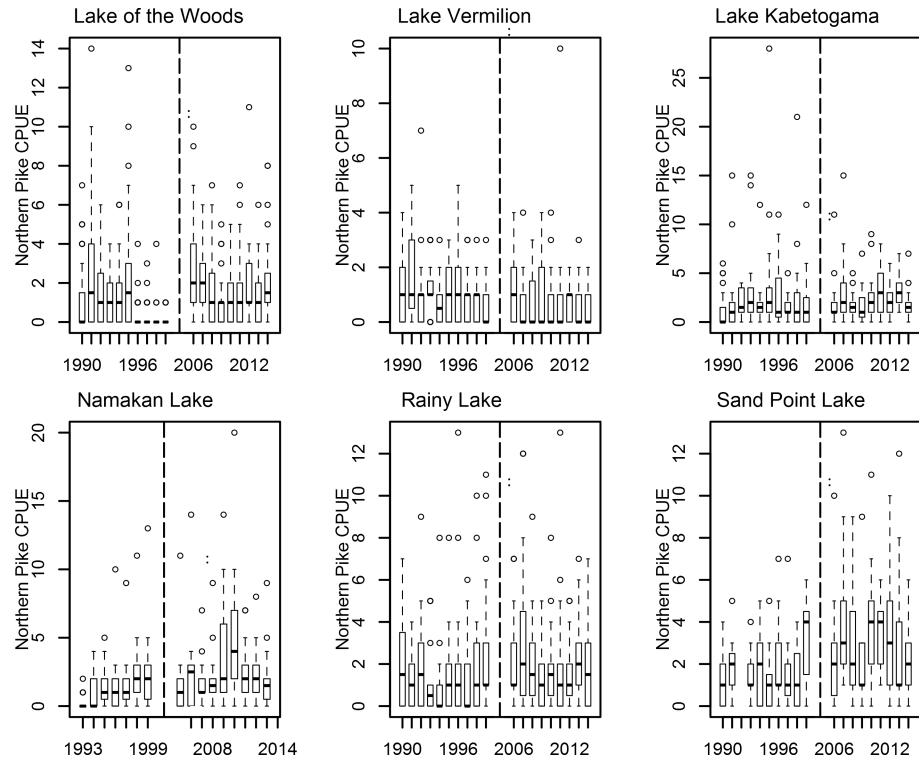 Lake of the Woods
Northern Pike CPUE
0 2 4 6 8 10 12 14
1990 1996 2006 2012
Lake Vermilion
Northern Pike CPUE
0 2 4 6 8 10
1990 1996 2006 2012
Lake Kabetogama
Northern Pike CPUE
0 5 10 15 25
1990 1996 2006 2012
Namakan Lake
Northern Pike CPUE
0 5 10 15 20
1993 1999 2008 2014
Rainy Lake
Northern Pike CPUE
0 2 4 6 8 10 12
1990 1996 2006 2012
Sand Point Lake
Northern Pike CPUE
0 2 4 6 8 10 12
1990 1996 2006 2012